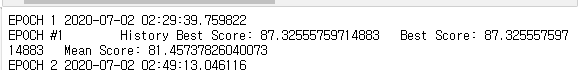 EPOCH 1 2020-07-02 02:29:39.759822
EPOCH #1        History Best Score: 87.32555759714883   Best Score: 87.325557597
14883   Mean Score: 81.45737826040073
EPOCH 2 2020-07-02 02:49:13.046116